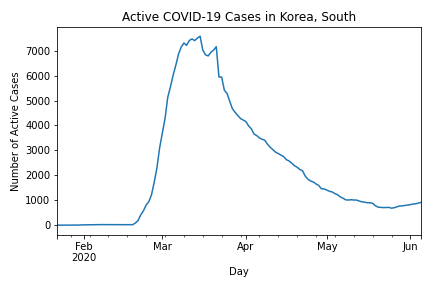 Active COVID-19 Cases in Korea, South
Number of Active Cases
7000
6000
5000
4000
3000
2000
1000
0
Feb
2020
Mar
Apr
May
Jun
Day